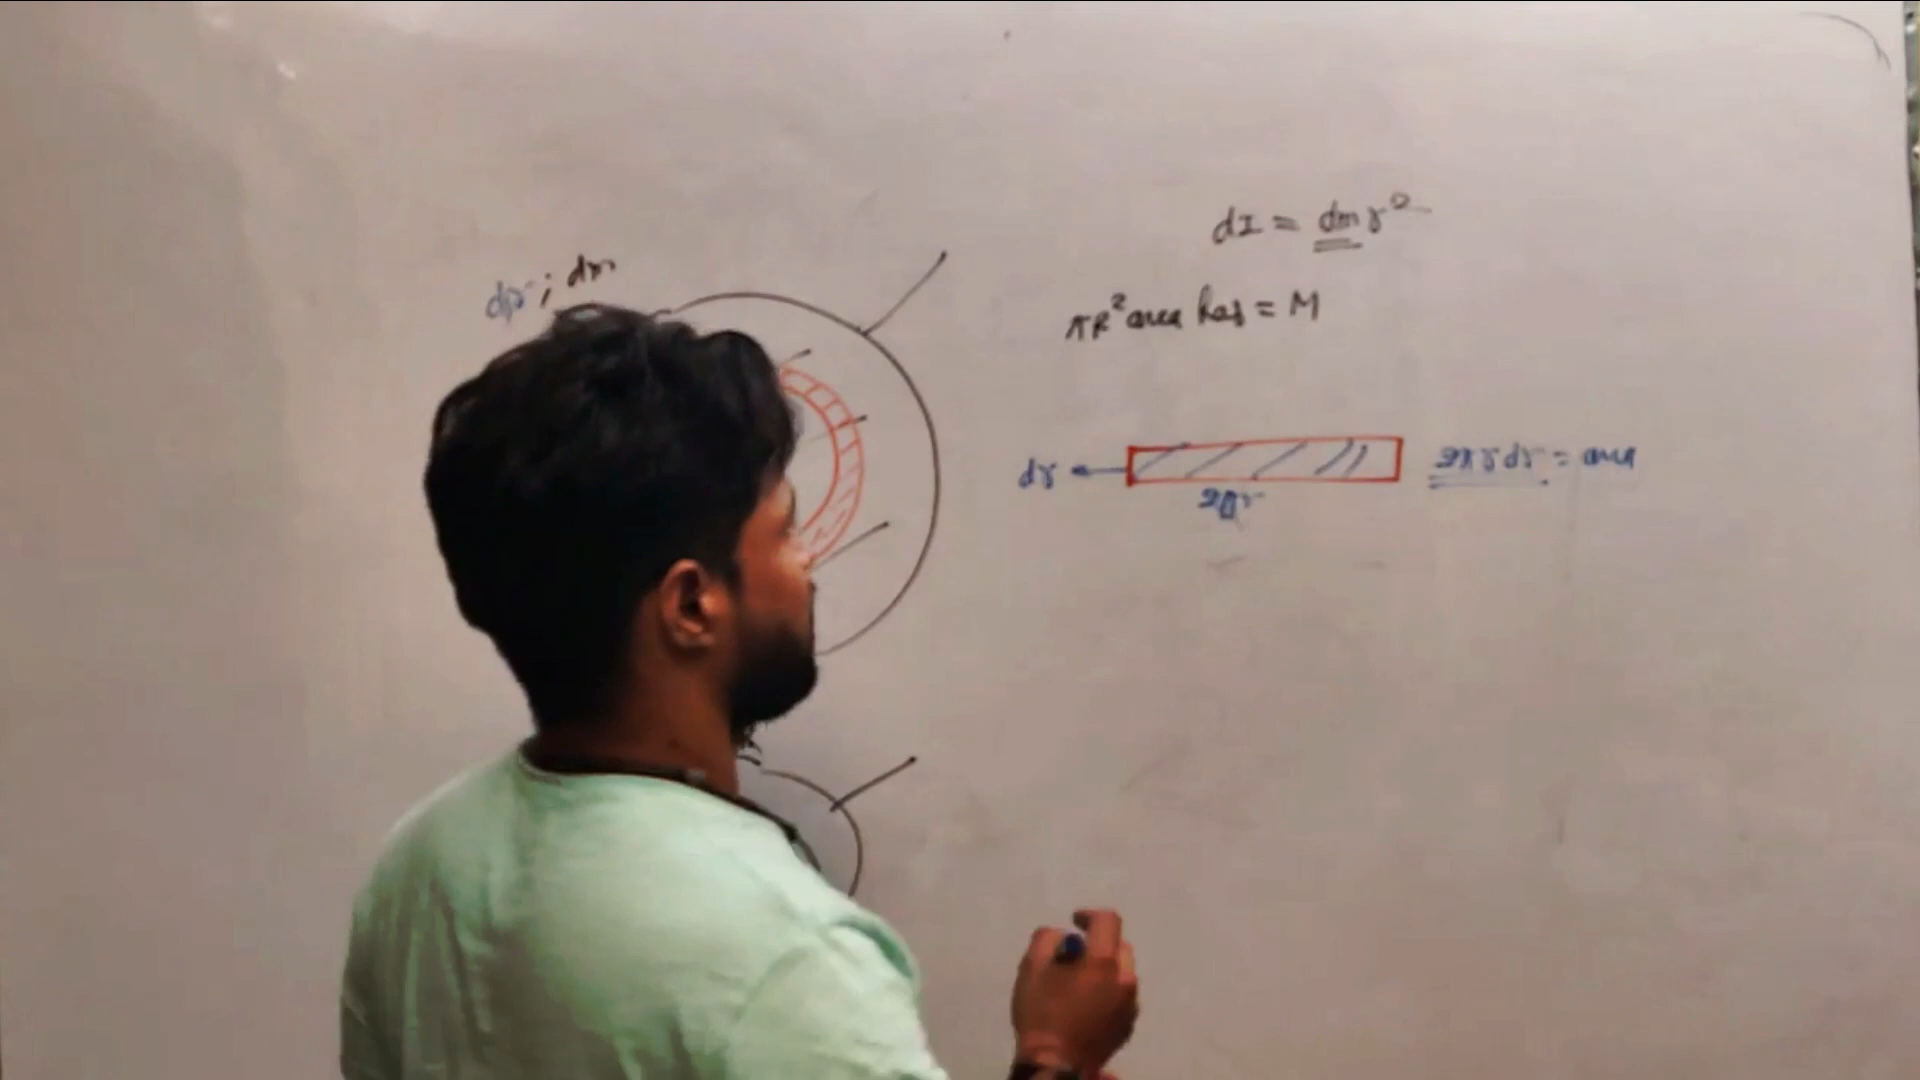 dI = dm r²
dr ; dm
πR² area has = M
dr
2πr dr = area
2πr